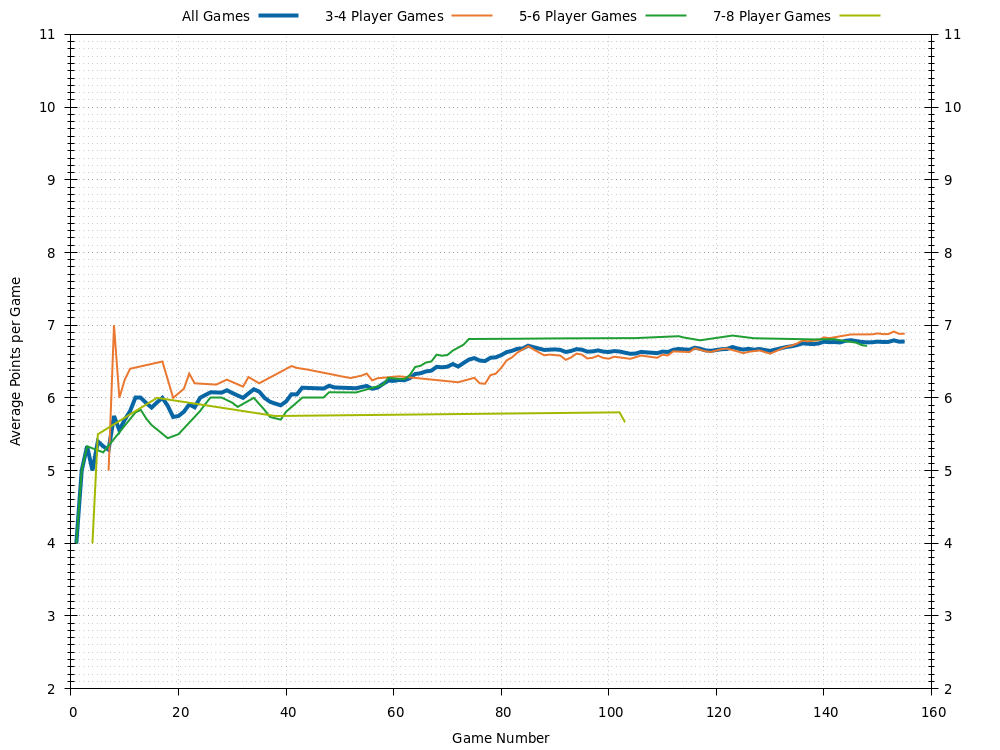 All Games 3-4 Player Games 5-6 Player Games 7-8 Player Games
11 11
10 10
9 9
8 8
7 7
6 6
5 5
4 4
3 3
2 2
Average Points per Game
0 20 40 60 80 100 120 140 160
Game Number